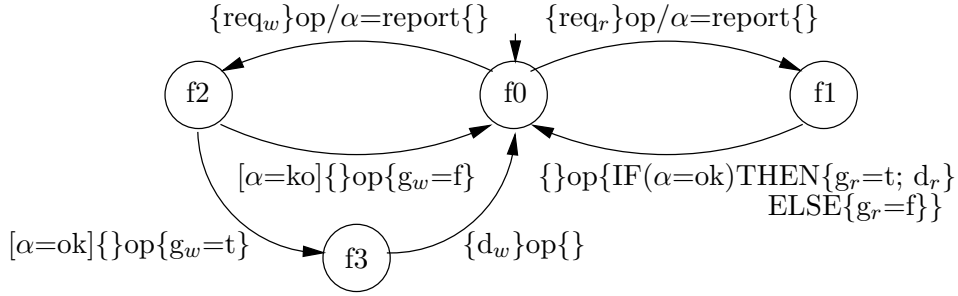 {req_w}op/α=report{}
{req_r}op/α=report{}
f2
f0
f1
[α=ko]{}op{g_w=f}
{}op{IF(α=ok)THEN{g_r=t; d_r}
ELSE{g_r=f}}
[α=ok]{}op{g_w=t}
f3
{d_w}op{}